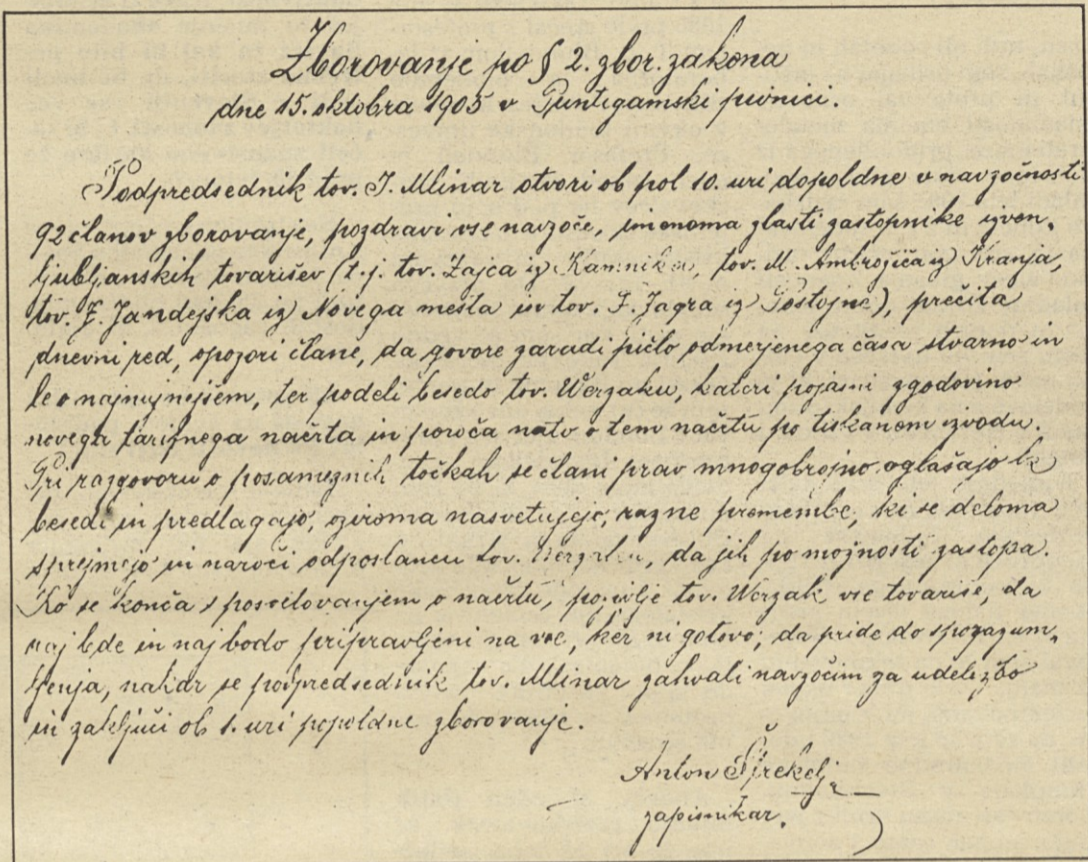 Zborovanje po § 2. zbor. zakona
dne 15. oktobra 1905 v Puntigamski pivnici.
Podpredsednik tov. I. Mlinar otvori ob pol 10. uri dopoldne v navzočnosti
92 članov zborovanje, pozdravi vse navzoče, imenoma zlasti zastopnike izven-
ljubljanskih tovarišev (t. j. tov. Zajca iz Kamnika, tov. M. Ambrožiča iz Kranja,
tov. F. Jandejska iz Novega mesta in tov. F. Žagra iz Postojne), prečita
dnevni red, opozori člane, da govore zaradi pičlo odmerjenega časa stvarno in
le o najnujnejšem, ter podeli besedo tov. Werzaku, kateri pojasni zgodovino
novega tarifnega načrta in poroča nato o tem načrtu po tiskanem izvodu.
Pri razgovoru o posameznih točkah se člani prav mnogobrojno oglašajo k
besedi in predlagajo, oziroma nasvetujejo, razne premembe, ki se deloma
sprejmejo in naroči odposlancu tov. Werzaku, da jih po možnosti zastopa.
Ko se konča s posvetovanjem o načrtu, pozivlje tov. Werzak vse tovariše, da
naj bde in naj bodo pripravljeni na vse, ker ni gotovo, da pride do sporazum-
ljenja, nakar se podpredsednik tov. Mlinar zahvali navzočim za udeležbo
in zaključi ob 1. uri popoldne zborovanje.
Anton Štrekelj
zapisnikar.